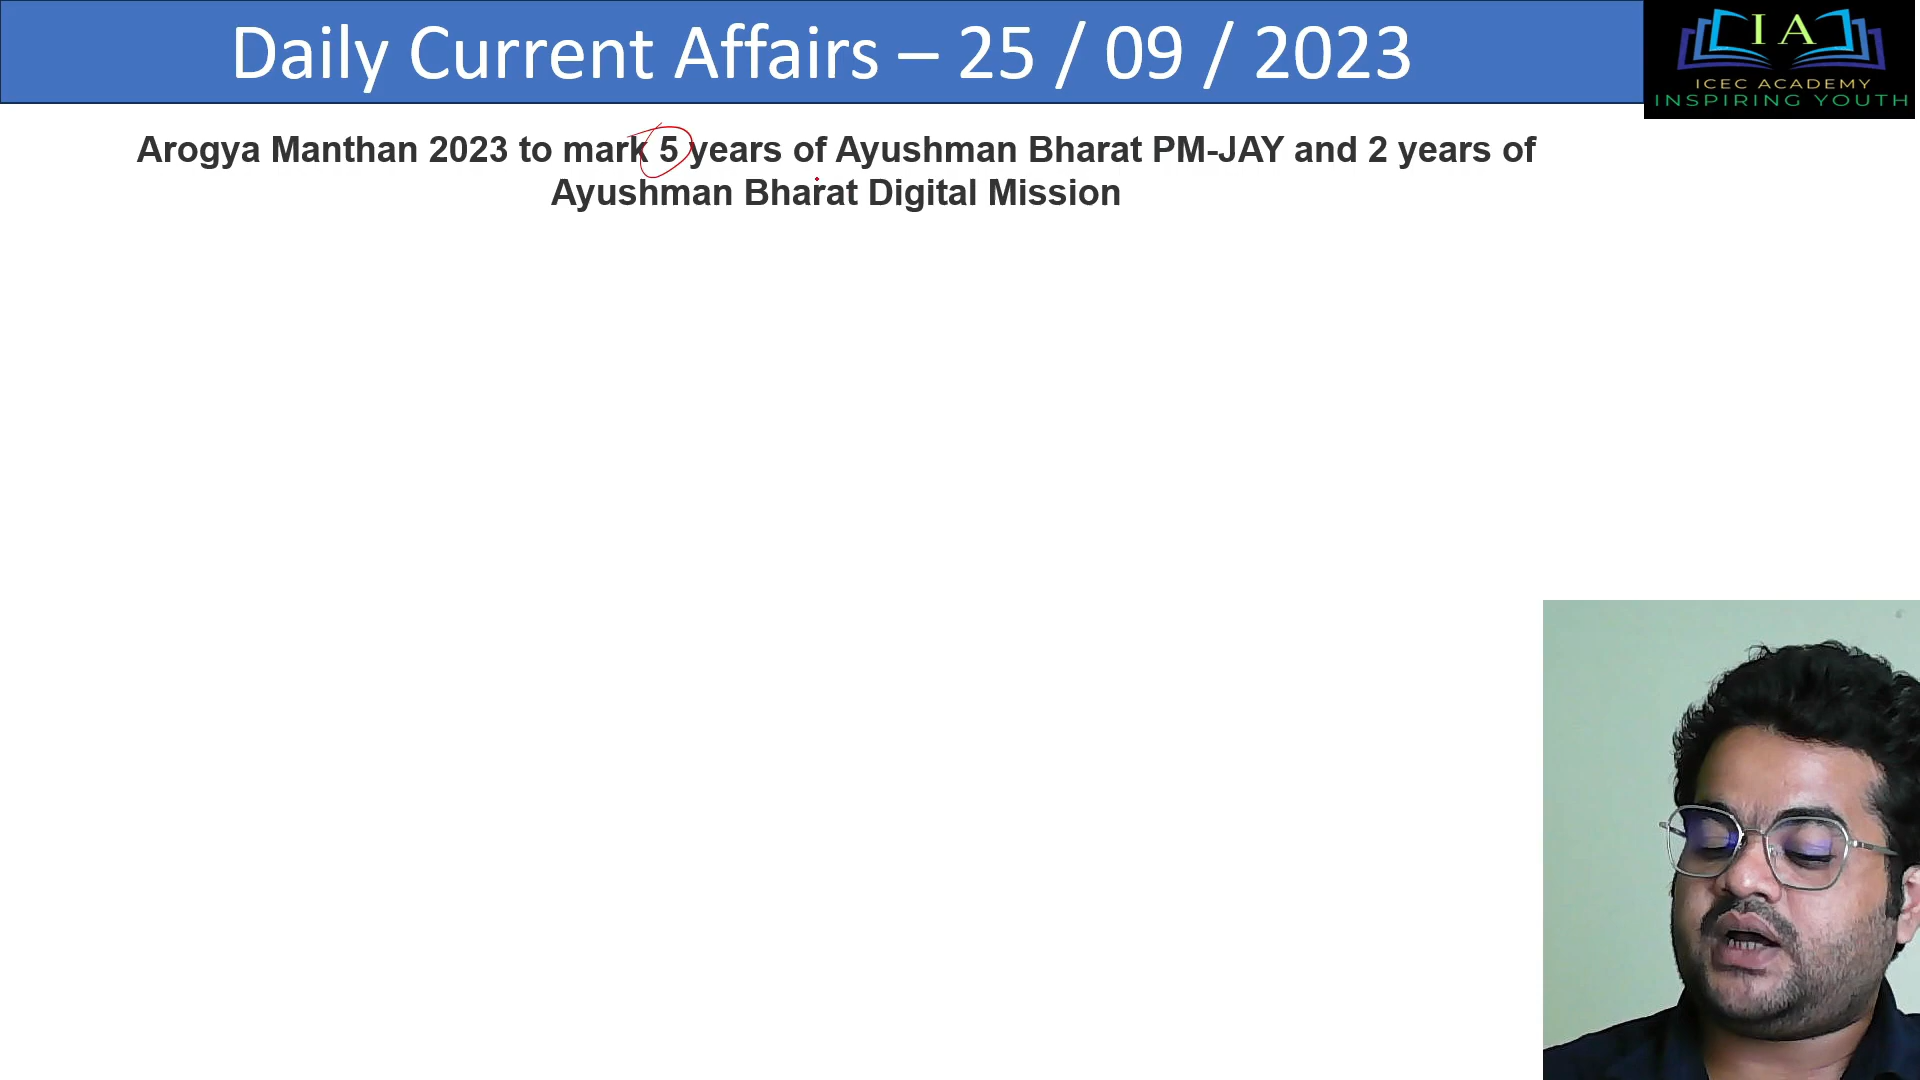 Daily Current Affairs – 25 / 09 / 2023
I A
ICEC ACADEMY
INSPIRING YOUTH
Arogya Manthan 2023 to mark 5 years of Ayushman Bharat PM-JAY and 2 years of
Ayushman Bharat Digital Mission